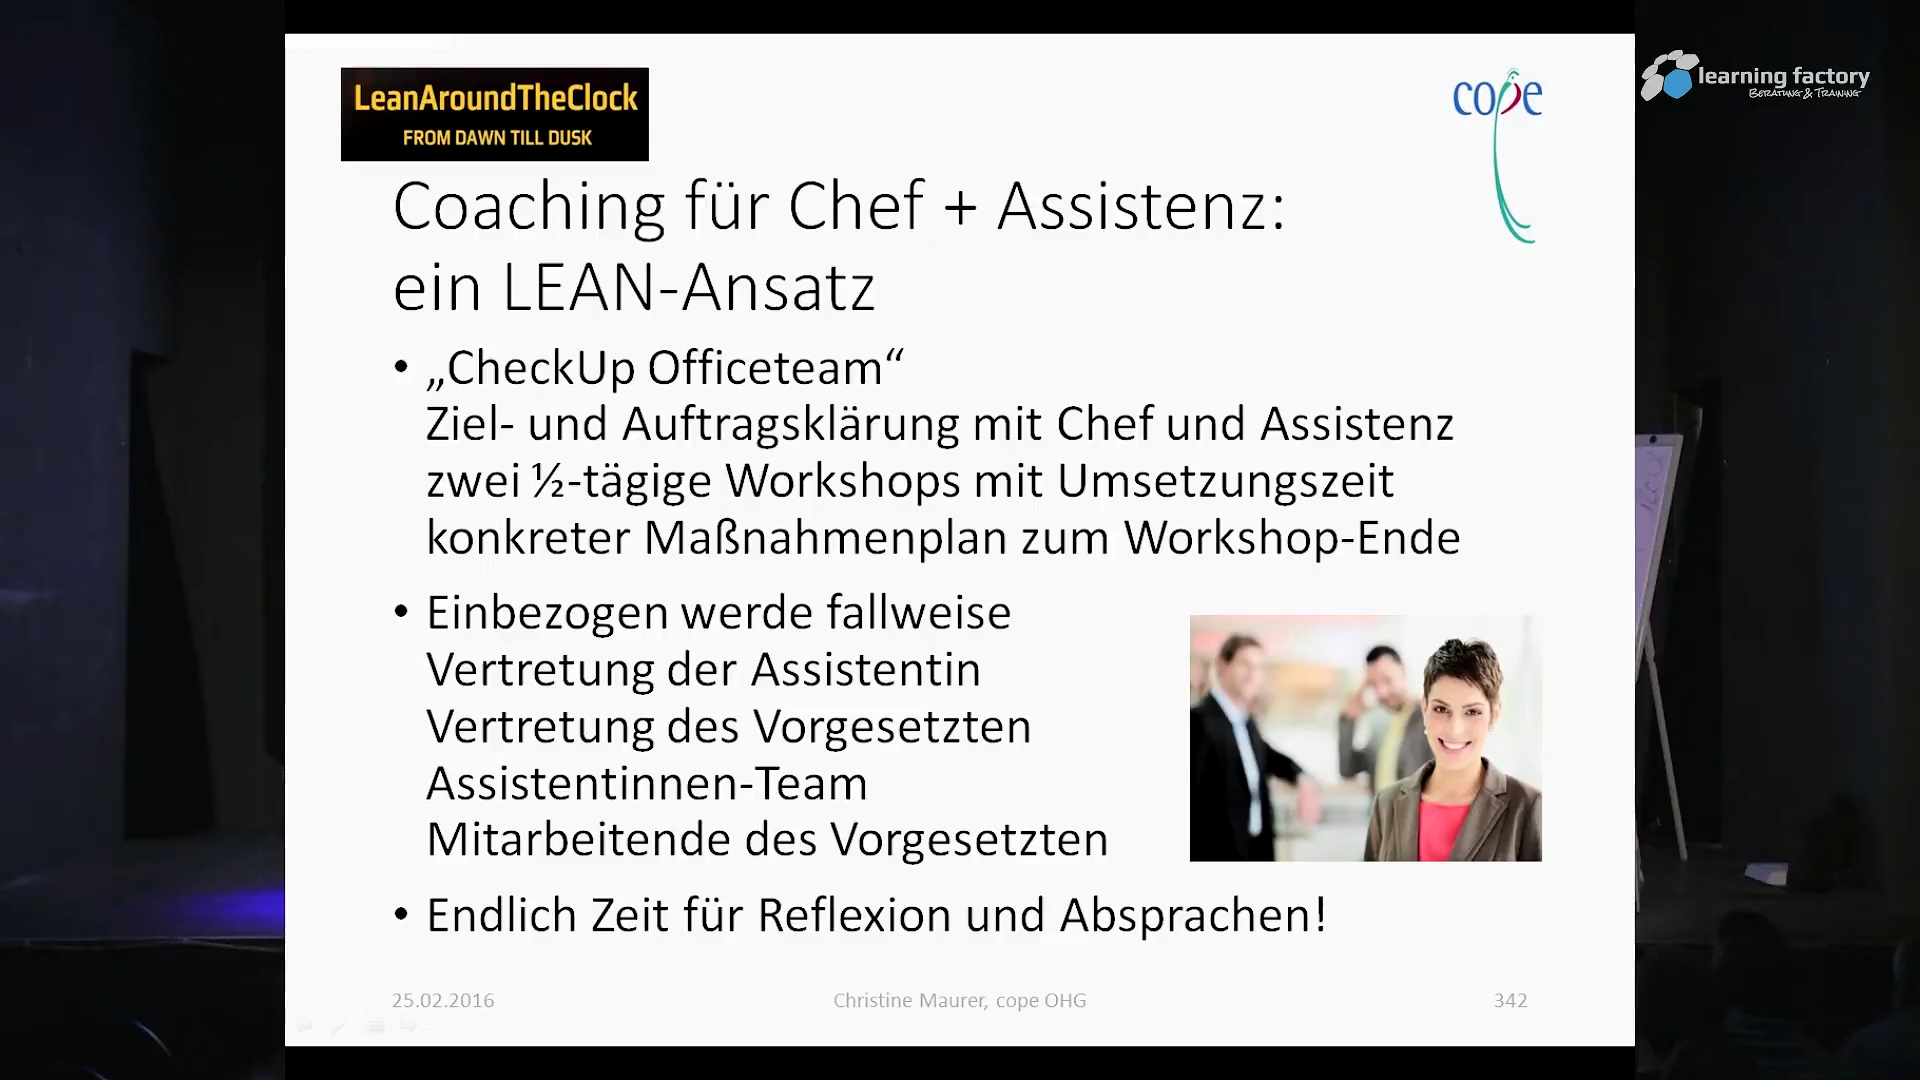 LeanAroundTheClock
FROM DAWN TILL DUSK
cope
learning factory
BERATUNG & TRAINING
Coaching für Chef + Assistenz:
ein LEAN-Ansatz
• „CheckUp Officeteam“
Ziel- und Auftragsklärung mit Chef und Assistenz
zwei ½-tägige Workshops mit Umsetzungszeit
konkreter Maßnahmenplan zum Workshop-Ende
• Einbezogen werde fallweise
Vertretung der Assistentin
Vertretung des Vorgesetzten
Assistentinnen-Team
Mitarbeitende des Vorgesetzten
• Endlich Zeit für Reflexion und Absprachen!
25.02.2016
Christine Maurer, cope OHG
342